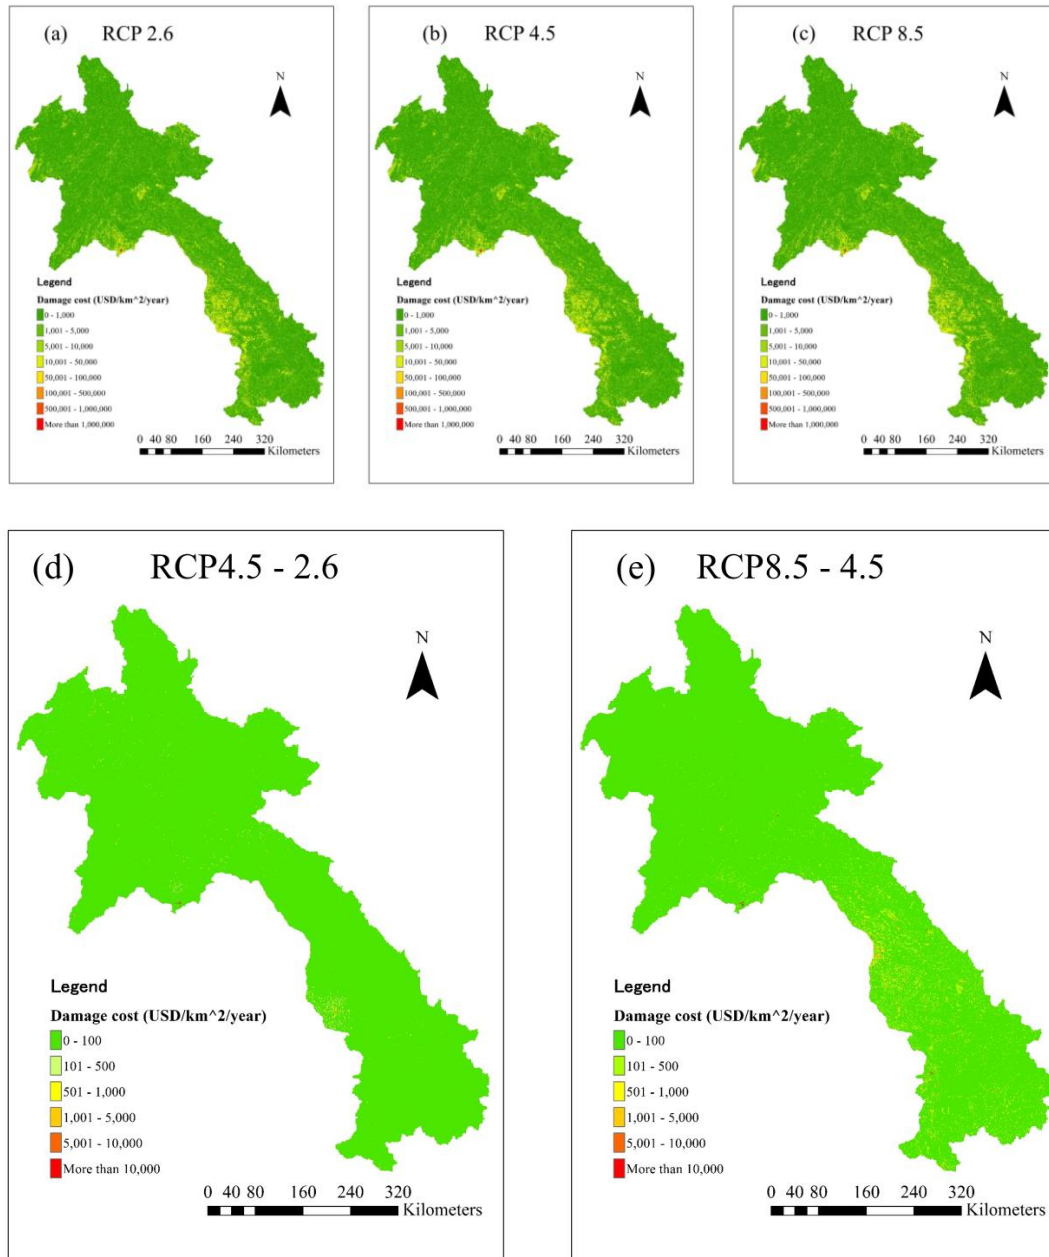 (a) RCP 2.6
N
Legend
Damage cost (USD/km^2/year)
0 - 1,000
1,001 - 5,000
5,001 - 10,000
10,001 - 50,000
50,001 - 100,000
100,001 - 500,000
500,001 - 1,000,000
More than 1,000,000
0 40 80 160 240 320
Kilometers
(b) RCP 4.5
N
Legend
Damage cost (USD/km^2/year)
0 - 1,000
1,001 - 5,000
5,001 - 10,000
10,001 - 50,000
50,001 - 100,000
100,001 - 500,000
500,001 - 1,000,000
More than 1,000,000
0 40 80 160 240 320
Kilometers
(c) RCP 8.5
N
Legend
Damage cost (USD/km^2/year)
0 - 1,000
1,001 - 5,000
5,001 - 10,000
10,001 - 50,000
50,001 - 100,000
100,001 - 500,000
500,001 - 1,000,000
More than 1,000,000
0 40 80 160 240 320
Kilometers
(d) RCP4.5 - 2.6
N
Legend
Damage cost (USD/km^2/year)
0 - 100
101 - 500
501 - 1,000
1,001 - 5,000
5,001 - 10,000
More than 10,000
0 40 80 160 240 320
Kilometers
(e) RCP8.5 - 4.5
N
Legend
Damage cost (USD/km^2/year)
0 - 100
101 - 500
501 - 1,000
1,001 - 5,000
5,001 - 10,000
More than 10,000
0 40 80 160 240 320
Kilometers